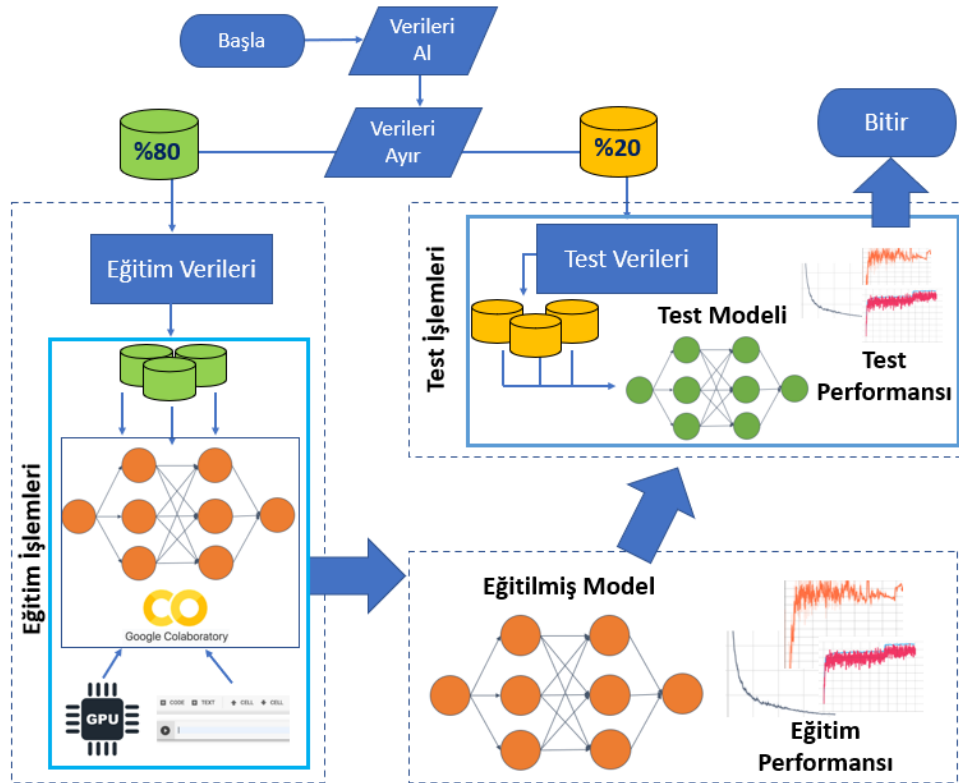 Başla
Verileri
Al
Verileri
Ayır
%80
%20
Bitir
Eğitim İşlemleri
Eğitim Verileri
Google Colaboratory
GPU
CODE TEXT CELL CELL
Test İşlemleri
Test Verileri
Test Modeli
Test
Performansı
Eğitilmiş Model
Eğitim
Performansı